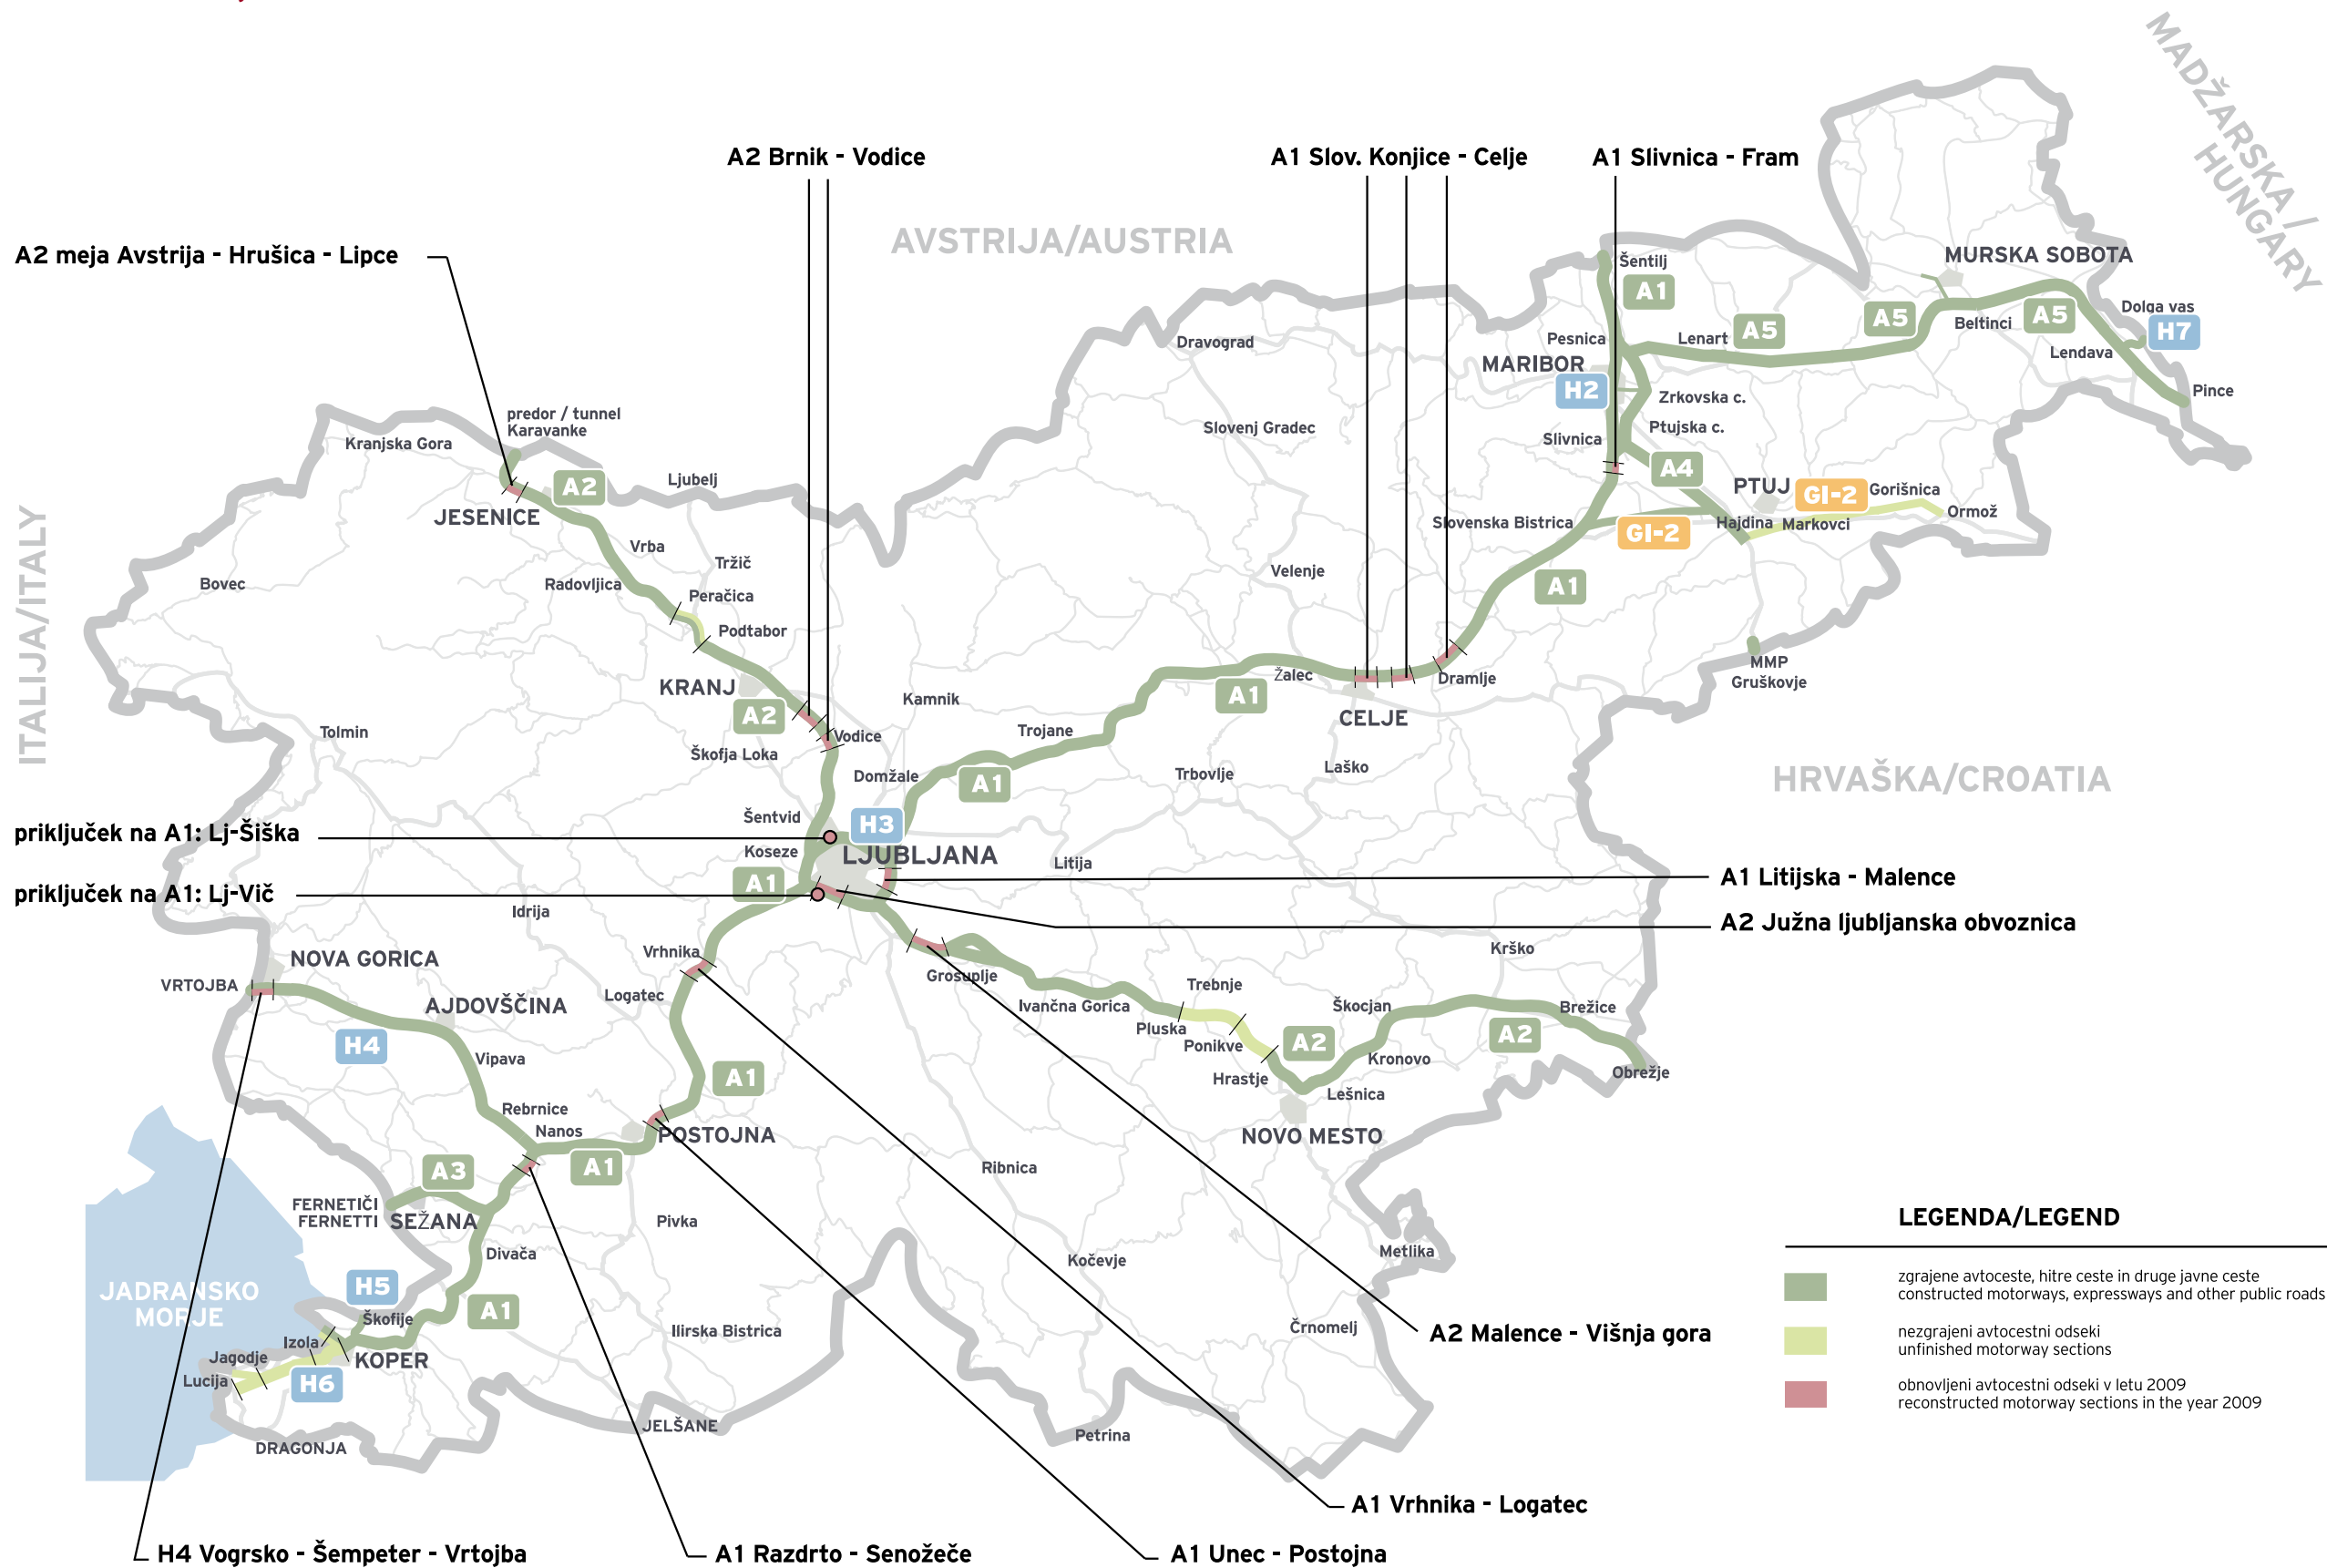 MADŽARSKA /
HUNGARY
A2 Brnik - Vodice
A1 Slov. Konjice - Celje
A1 Slivnica - Fram
AVSTRIJA/AUSTRIA
A2 meja Avstrija - Hrušica - Lipce
Šentilj
A1
MURSKA SOBOTA
Dolga vas
H7
A5
A5
A5
Beltinci
Lendava
Pince
Pesnica
Lenart
MARIBOR
H2
Zrkovska c.
Ptujska c.
Slivnica
Dravograd
Slovenj Gradec
predor / tunnel
Karavanke
Kranjska Gora
A2
Ljubelj
JESENICE
A4
PTUJ
GI-2
Gorišnica
Ormož
Slovenska Bistrica
GI-2
Hajdina
Markovci
ITALIJA/ITALY
Vrba
Tržič
Bovec
Radovljica
Peračica
Podtabor
Velenje
A1
MMP
Gruškovje
KRANJ
A2
Kamnik
Žalec
A1
Dramlje
CELJE
Tolmin
Vodice
Trojane
Škofja Loka
Domžale
A1
Trbovlje
Laško
HRVAŠKA/CROATIA
Šentvid
H3
priključek na A1: Lj-Šiška
Koseze
LJUBLJANA
Litija
A1
priključek na A1: Lj-Vič
A1 Litijska - Malence
A2 Južna ljubljanska obvoznica
Idrija
Vrhnika
Krško
NOVA GORICA
VRTOJBA
Grosuplje
Logatec
AJDOVŠČINA
Ivančna Gorica
Trebnje
Škocjan
Brežice
Pluska
Ponikve
A2
A2
H4
Vipava
Kronovo
Obrežje
A1
Hrastje
Lešnica
Rebrnice
Nanos
POSTOJNA
NOVO MESTO
A3
A1
Ribnica
FERNETIČI
FERNETTI
SEŽANA
Pivka
Divača
Kočevje
Metlika
JADRANSKO
MORJE
H5
Škofije
A1
Izola
Ilirska Bistrica
Črnomelj
Jagodje
KOPER
Lucija
H6
A2 Malence - Višnja gora
JELŠANE
DRAGONJA
Petrina
A1 Vrhnika - Logatec
H4 Vogrsko - Šempeter - Vrtojba
A1 Razdrto - Senožeče
A1 Unec - Postojna
LEGENDA/LEGEND
zgrajene avtoceste, hitre ceste in druge javne ceste
constructed motorways, expressways and other public roads
nezgrajeni avtocestni odseki
unfinished motorway sections
obnovljeni avtocestni odseki v letu 2009
reconstructed motorway sections in the year 2009